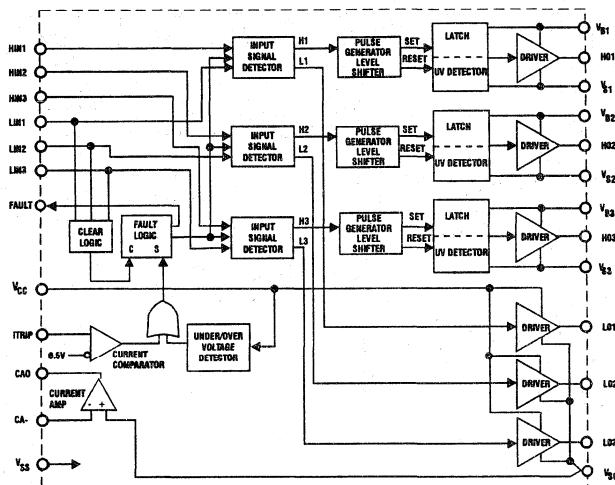 HIN1
HIN2
HIN3
LIN1
LIN2
LIN3
FAULT
VCC
ITRIP
0.5V
CAO
CA-
VSS
CLEAR
LOGIC
FAULT
LOGIC
C S
CURRENT
COMPARATOR
CURRENT
AMP
- +
UNDER/OVER
VOLTAGE
DETECTOR
INPUT
SIGNAL
DETECTOR
H1
L1
PULSE
GENERATOR
LEVEL
SHIFTER
SET
RESET
LATCH
UV DETECTOR
DRIVER
VB1
HO1
VS1
INPUT
SIGNAL
DETECTOR
H2
L2
PULSE
GENERATOR
LEVEL
SHIFTER
SET
RESET
LATCH
UV DETECTOR
DRIVER
VB2
HO2
VS2
INPUT
SIGNAL
DETECTOR
H3
L3
PULSE
GENERATOR
LEVEL
SHIFTER
SET
RESET
LATCH
UV DETECTOR
DRIVER
VB3
HO3
VS3
DRIVER
LO1
DRIVER
LO2
DRIVER
LO3